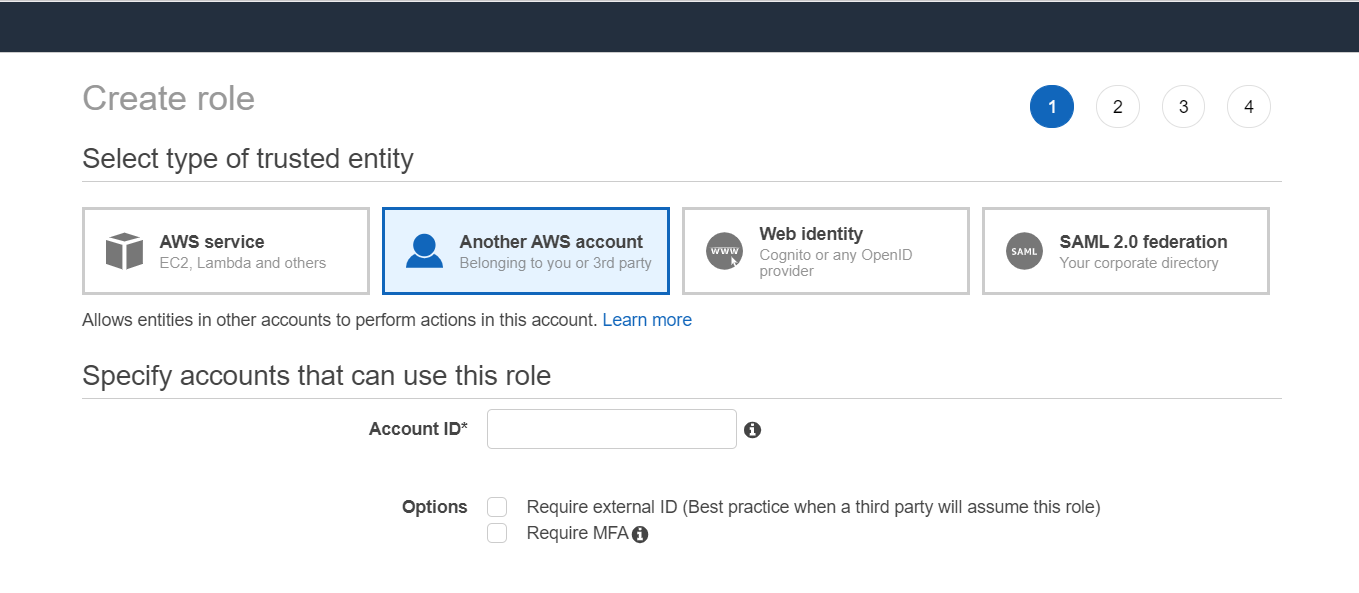 Create role
1 2 3 4
Select type of trusted entity
AWS service
EC2, Lambda and others
Another AWS account
Belonging to you or 3rd party
www
Web identity
Cognito or any OpenID
provider
SAML
SAML 2.0 federation
Your corporate directory
Allows entities in other accounts to perform actions in this account. Learn more
Specify accounts that can use this role
Account ID*
Options
Require external ID (Best practice when a third party will assume this role)
Require MFA